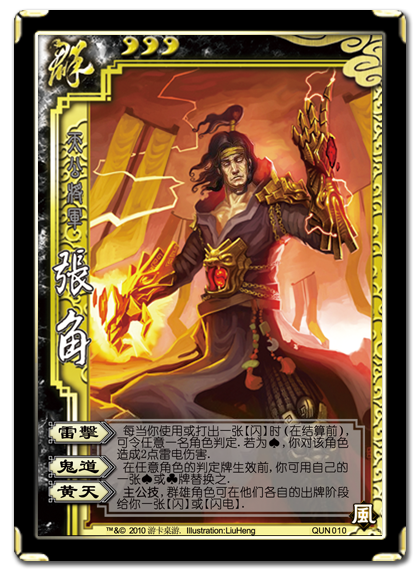 群
天公將軍
張角
雷擊
每当你使用或打出一张【闪】时(在结算前),
可令任意一名角色判定.若为♠,你对该角色
造成2点雷电伤害.
鬼道
在任意角色的判定牌生效前,你可用自己的
一张♠或♣牌替换之.
黄天
主公技,群雄角色可在他们各自的出牌阶段
给你一张【闪】或【闪电】.
風
™&© 2010 游卡桌游. Illustration:LiuHeng
QUN010